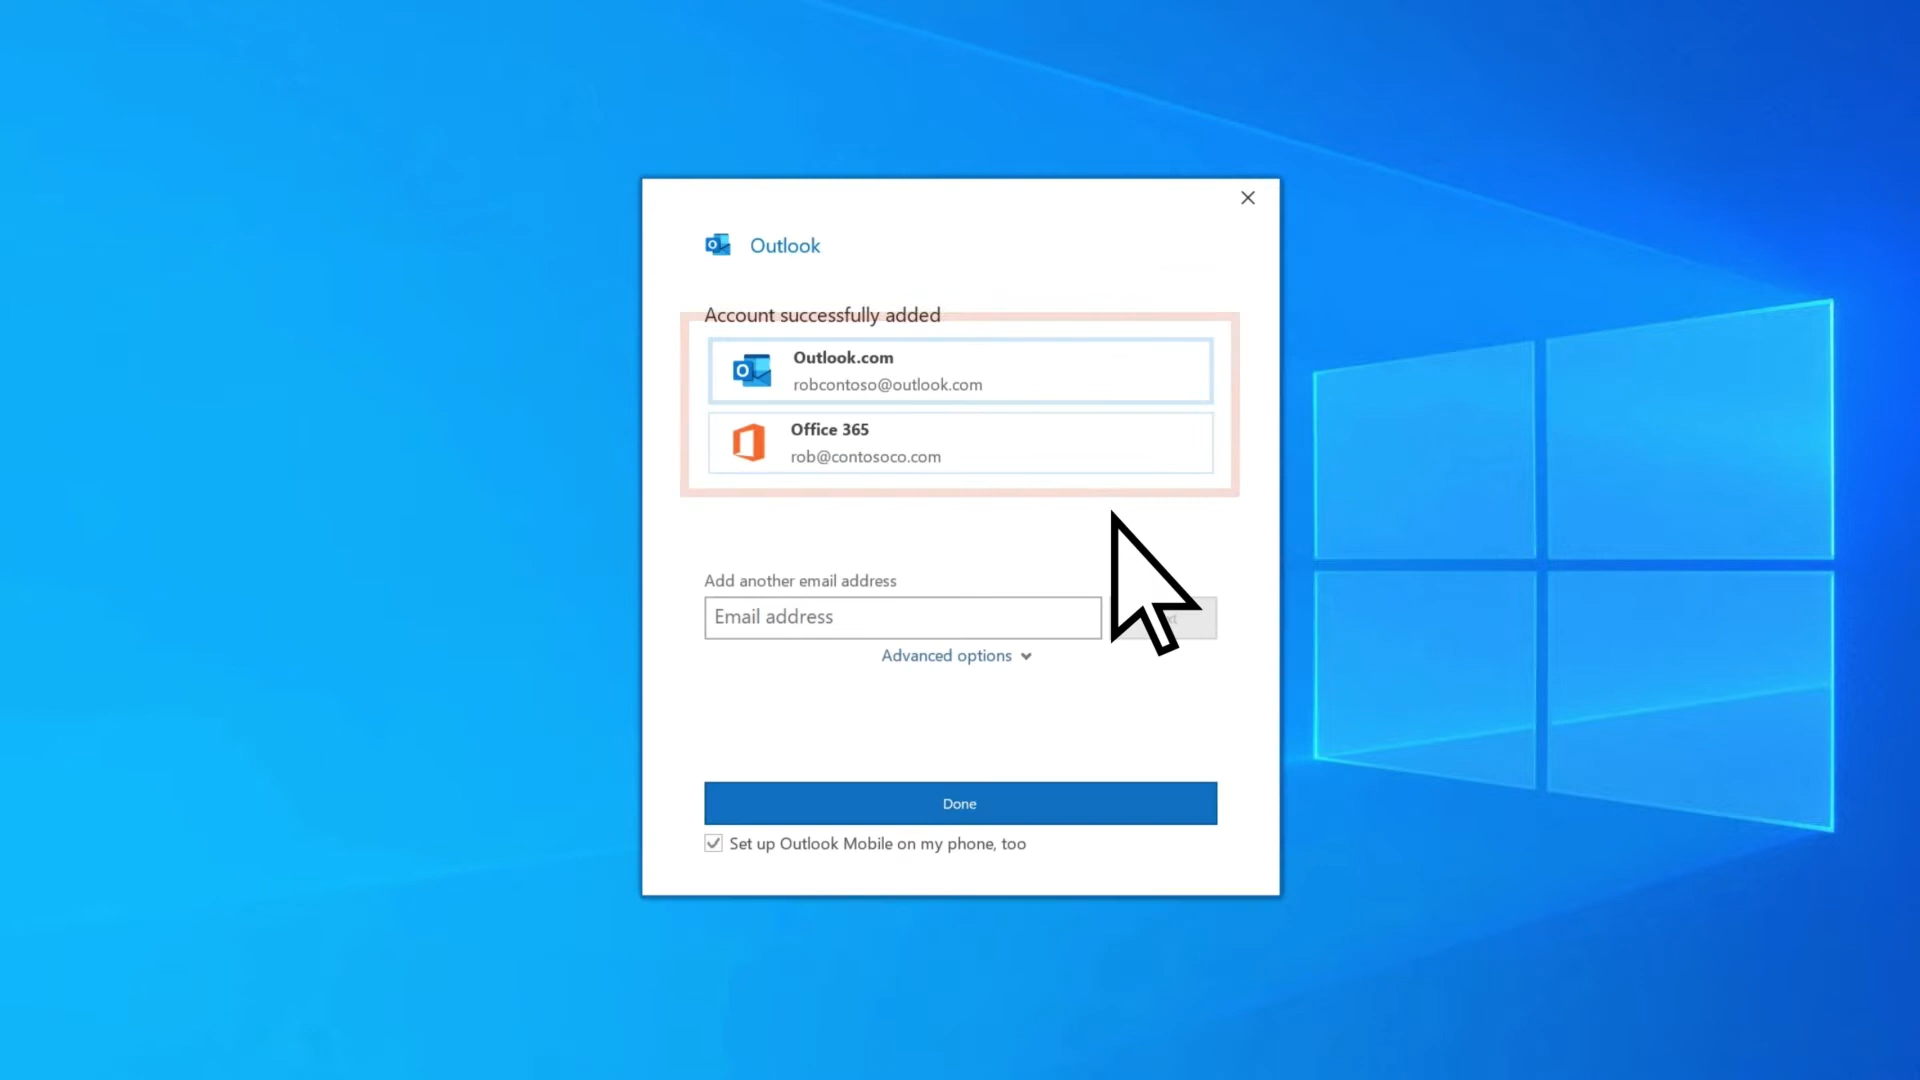 Outlook
Account successfully added
Outlook.com
robcontoso@outlook.com
Office 365
rob@contosoco.com
Add another email address
Email address
Advanced options
Done
Set up Outlook Mobile on my phone, too